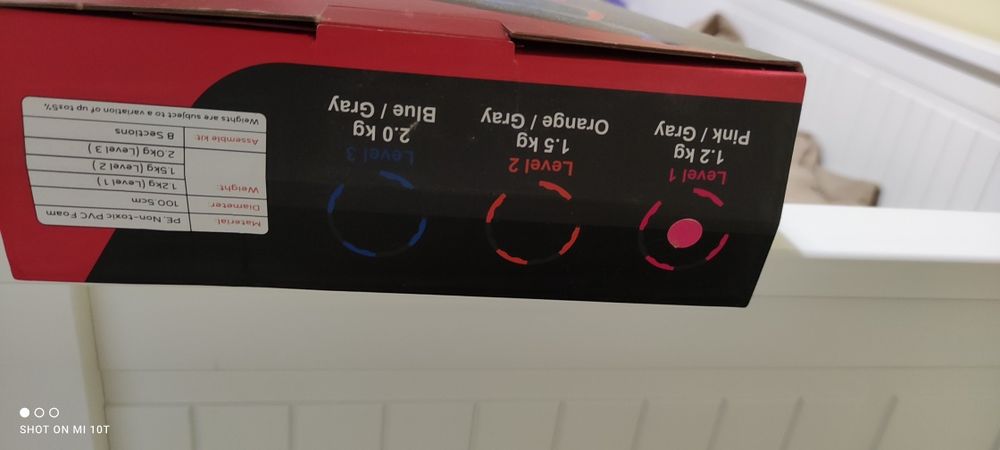 Level 1
1.2 kg
Pink / Gray
Level 2
1.5 kg
Orange / Gray
Level 3
2.0 kg
Blue / Gray
Material: PE, Non-toxic PVC Foam
Diameter 100 5cm
Weight: 1.2kg (Level 1)
1.5kg (Level 2)
2.0kg (Level 3)
Assemble kit 8 Sections
Weights are subject to a variation of up to±5%
SHOT ON MI 10T